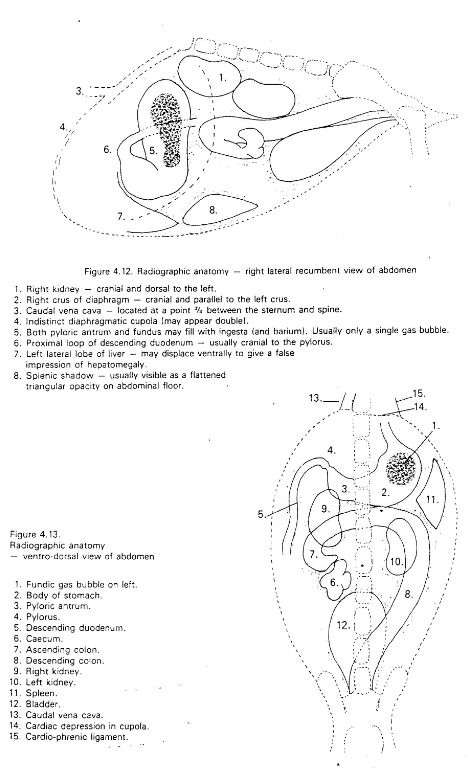 1.
3.
4.
5.
6.
7.
8.
Figure 4.12. Radiographic anatomy — right lateral recumbent view of abdomen
1. Right kidney — cranial and dorsal to the left.
2. Right crus of diaphragm — cranial and parallel to the left crus.
3. Caudal vena cava — located at a point ⅔ between the sternum and spine.
4. Indistinct diaphragmatic cupola (may appear double).
5. Both pyloric antrum and fundus may fill with ingesta (and barium). Usually only a single gas bubble.
6. Proximal loop of descending duodenum — usually cranial to the pylorus.
7. Left lateral lobe of liver — may displace ventrally to give a false
impression of hepatomegaly.
8. Splenic shadow — usually visible as a flattened
triangular opacity on abdominal floor.
13.
15.
14.
1.
4.
3.
2.
11.
5.
9.
7.
10.
6.
8.
12.
Figure 4.13.
Radiographic anatomy
— ventro-dorsal view of abdomen
1. Fundic gas bubble on left.
2. Body of stomach.
3. Pyloric antrum.
4. Pylorus.
5. Descending duodenum.
6. Caecum.
7. Ascending colon.
8. Descending colon.
9. Right kidney.
10. Left kidney.
11. Spleen.
12. Bladder.
13. Caudal vena cava.
14. Cardiac depression in cupola.
15. Cardio-phrenic ligament.